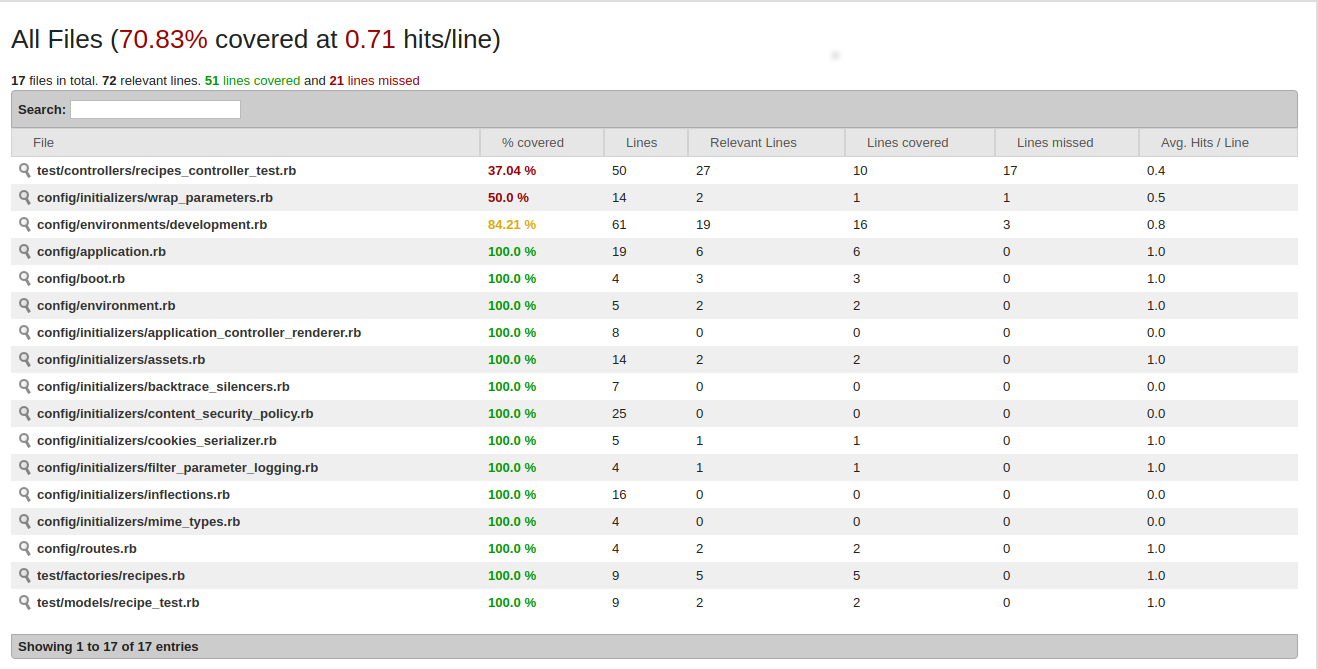 All Files (70.83% covered at 0.71 hits/line)
17 files in total. 72 relevant lines. 51 lines covered and 21 lines missed
Search:
File % covered Lines Relevant Lines Lines covered Lines missed Avg. Hits / Line
test/controllers/recipes_controller_test.rb 37.04 % 50 27 10 17 0.4
config/initializers/wrap_parameters.rb 50.0 % 14 2 1 1 0.5
config/environments/development.rb 84.21 % 61 19 16 3 0.8
config/application.rb 100.0 % 19 6 6 0 1.0
config/boot.rb 100.0 % 4 3 3 0 1.0
config/environment.rb 100.0 % 5 2 2 0 1.0
config/initializers/application_controller_renderer.rb 100.0 % 8 0 0 0 0.0
config/initializers/assets.rb 100.0 % 14 2 2 0 1.0
config/initializers/backtrace_silencers.rb 100.0 % 7 0 0 0 0.0
config/initializers/content_security_policy.rb 100.0 % 25 0 0 0 0.0
config/initializers/cookies_serializer.rb 100.0 % 5 1 1 0 1.0
config/initializers/filter_parameter_logging.rb 100.0 % 4 1 1 0 1.0
config/initializers/inflections.rb 100.0 % 16 0 0 0 0.0
config/initializers/mime_types.rb 100.0 % 4 0 0 0 0.0
config/routes.rb 100.0 % 4 2 2 0 1.0
test/factories/recipes.rb 100.0 % 9 5 5 0 1.0
test/models/recipe_test.rb 100.0 % 9 2 2 0 1.0
Showing 1 to 17 of 17 entries